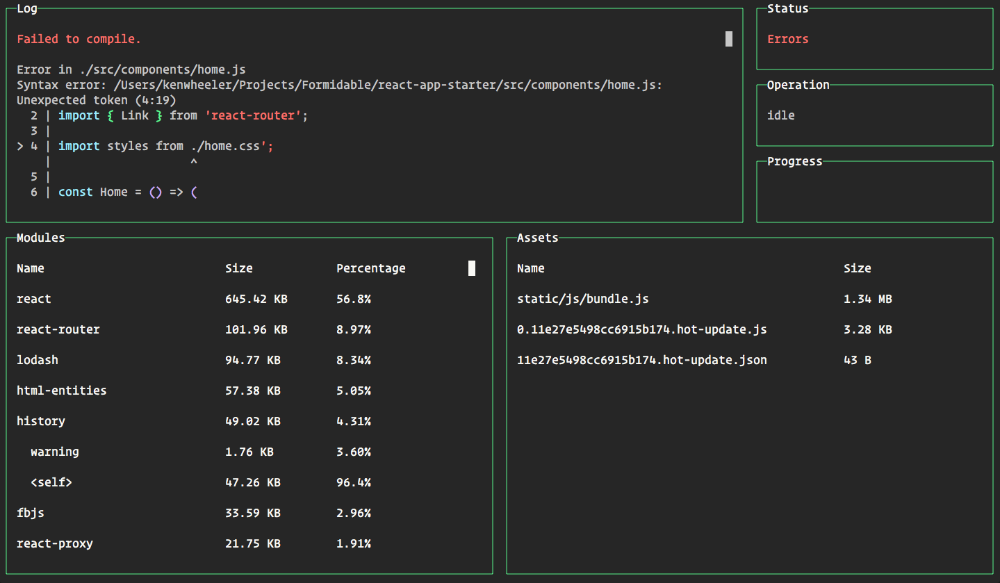 Log
Failed to compile.
Error in ./src/components/home.js
Syntax error: /Users/kenwheeler/Projects/Formidable/react-app-starter/src/components/home.js:
Unexpected token (4:19)
  2 | import { Link } from 'react-router';
  3 |
> 4 | import styles from ./home.css';
    |                    ^
  5 |
  6 | const Home = () => (
Status
Errors
Operation
idle
Progress
Modules
Name Size Percentage
react 645.42 KB 56.8%
react-router 101.96 KB 8.97%
lodash 94.77 KB 8.34%
html-entities 57.38 KB 5.05%
history 49.02 KB 4.31%
  warning 1.76 KB 3.60%
  <self> 47.26 KB 96.4%
fbjs 33.59 KB 2.96%
react-proxy 21.75 KB 1.91%
Assets
Name Size
static/js/bundle.js 1.34 MB
0.11e27e5498cc6915b174.hot-update.js 3.28 KB
11e27e5498cc6915b174.hot-update.json 43 B